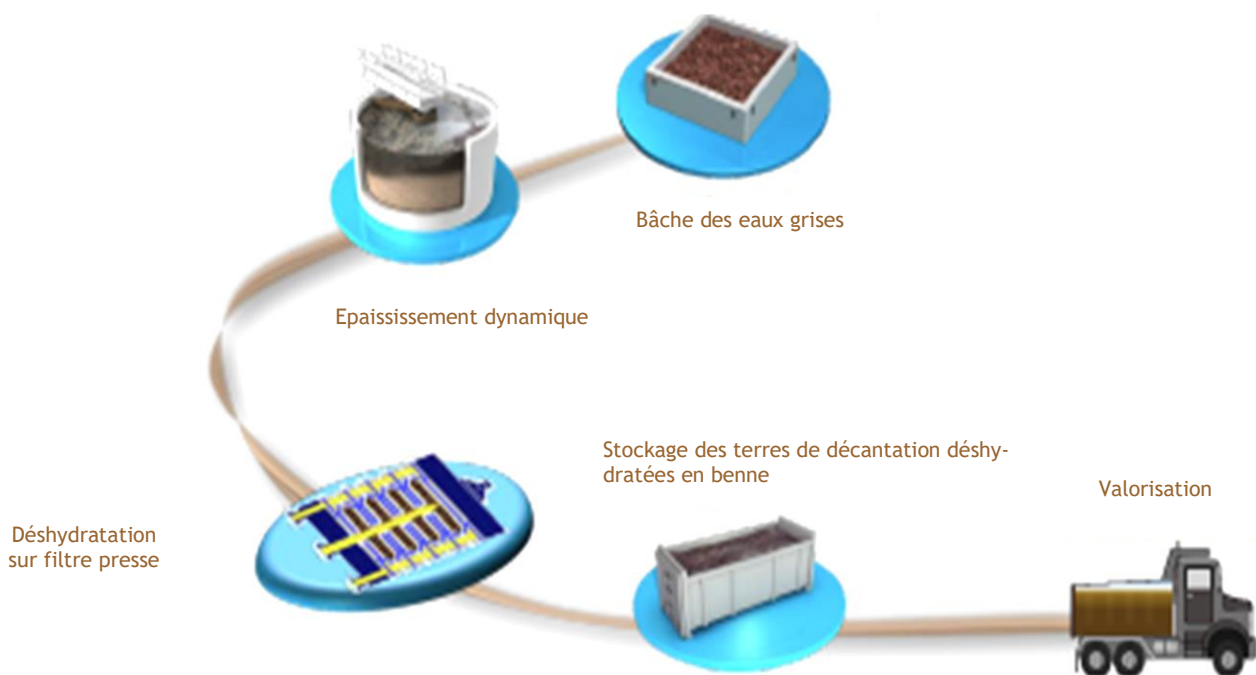 Bâche des eaux grises
Epaississement dynamique
Stockage des terres de décantation déshy-
dratées en benne
Valorisation
Déshydratation
sur filtre presse